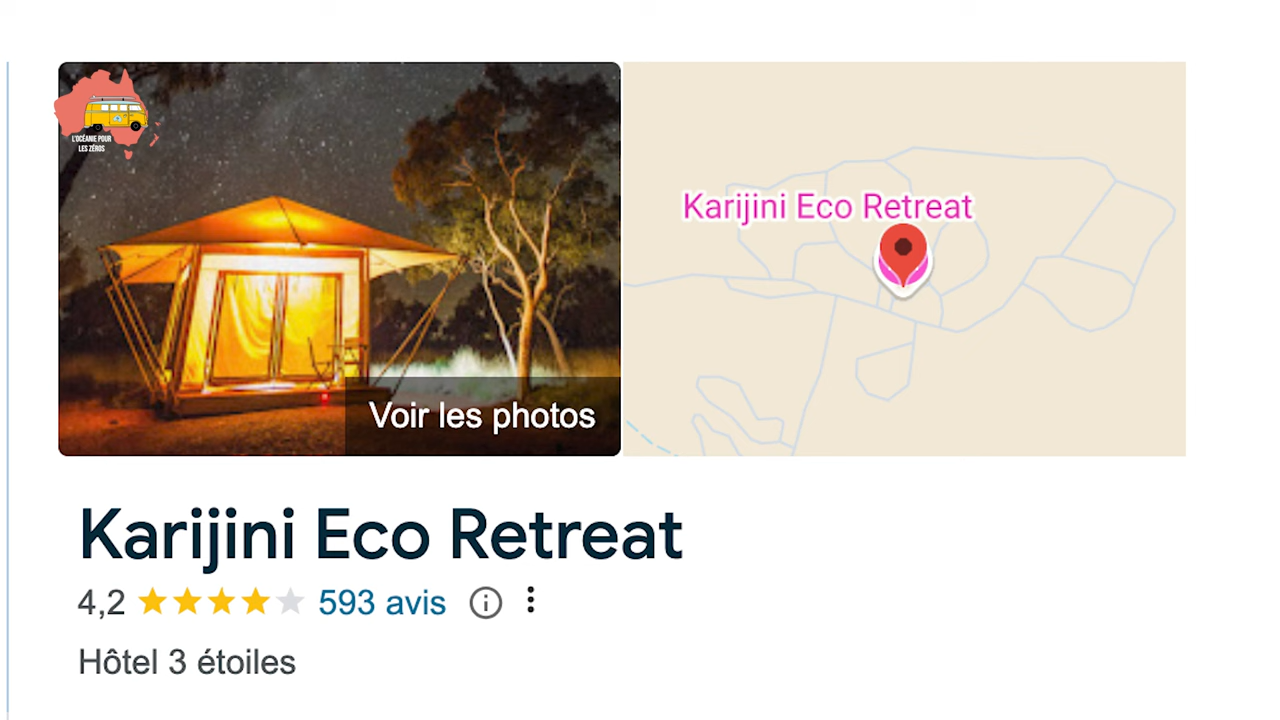 L'OCÉANIE POUR
LES ZÉROS
Karijini Eco Retreat
Voir les photos
Karijini Eco Retreat
4,2 593 avis
Hôtel 3 étoiles